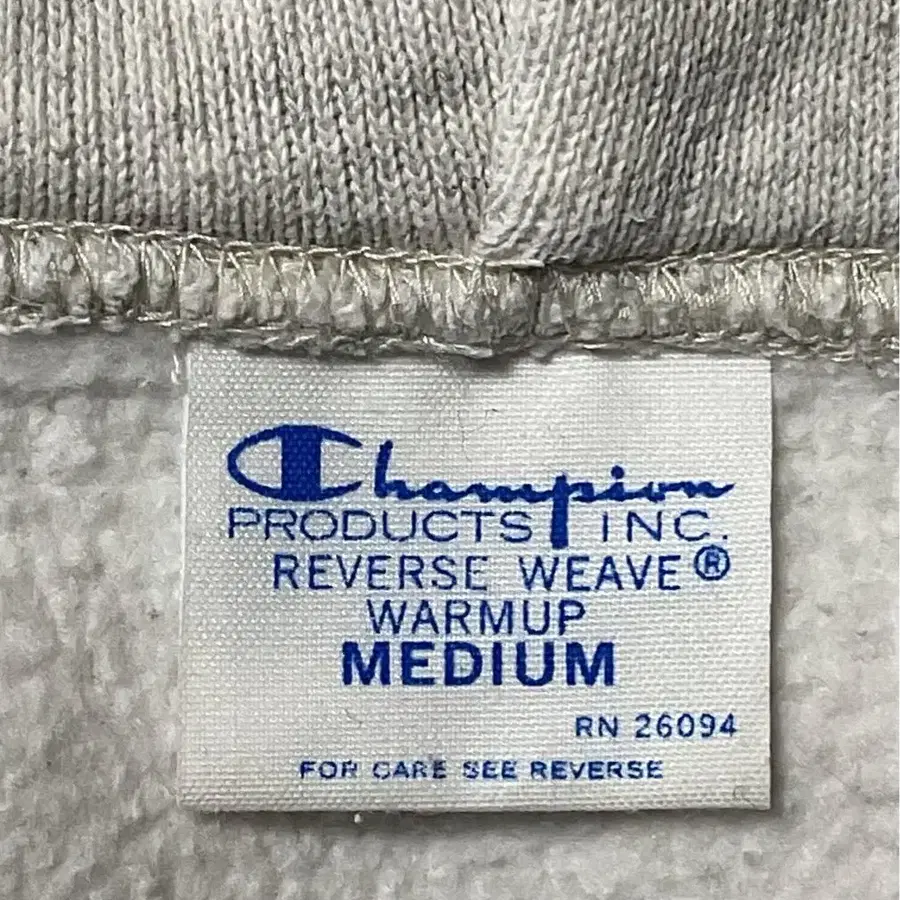 Champion
PRODUCTS INC.
REVERSE WEAVE®
WARMUP
MEDIUM
RN 26094
FOR CARE SEE REVERSE